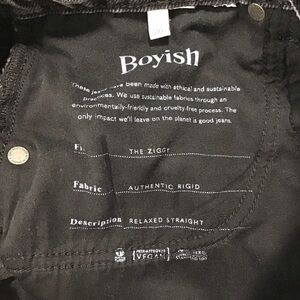 Boyish
These jeans have been made with ethical and sustainable
practices. We use sustainable fabrics through an
environmentally-friendly and cruelty-free process. The
only impact we'll leave on the planet is good jeans.
THE ZIGGY
Fabric AUTHENTIC RIGID
Description RELAXED STRAIGHT
PETA-APPROVED
VEGAN